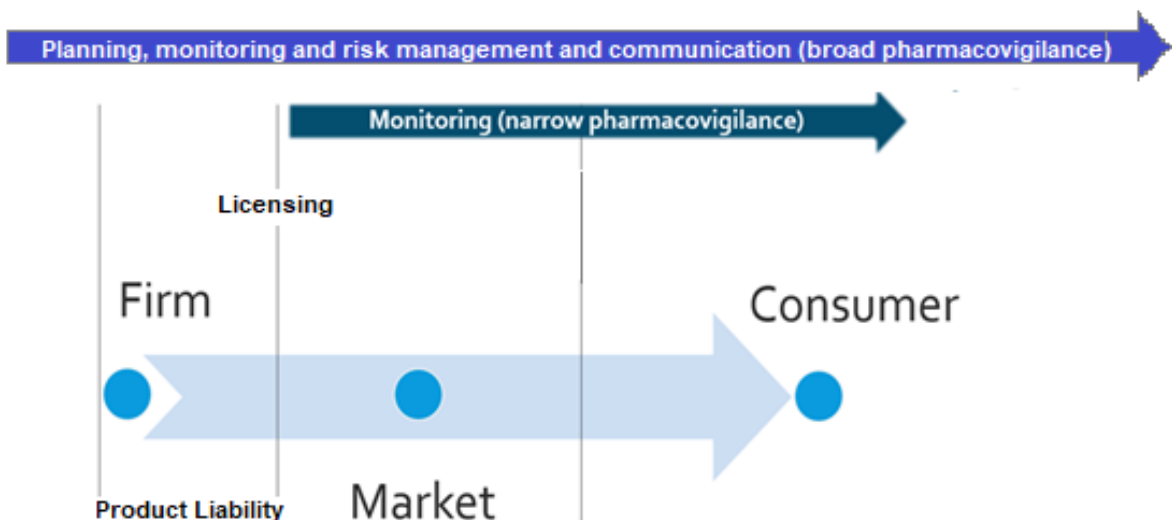 Planning, monitoring and risk management and communication (broad pharmacovigilance)
Monitoring (narrow pharmacovigilance)
Licensing
Firm
Consumer
Product Liability
Market